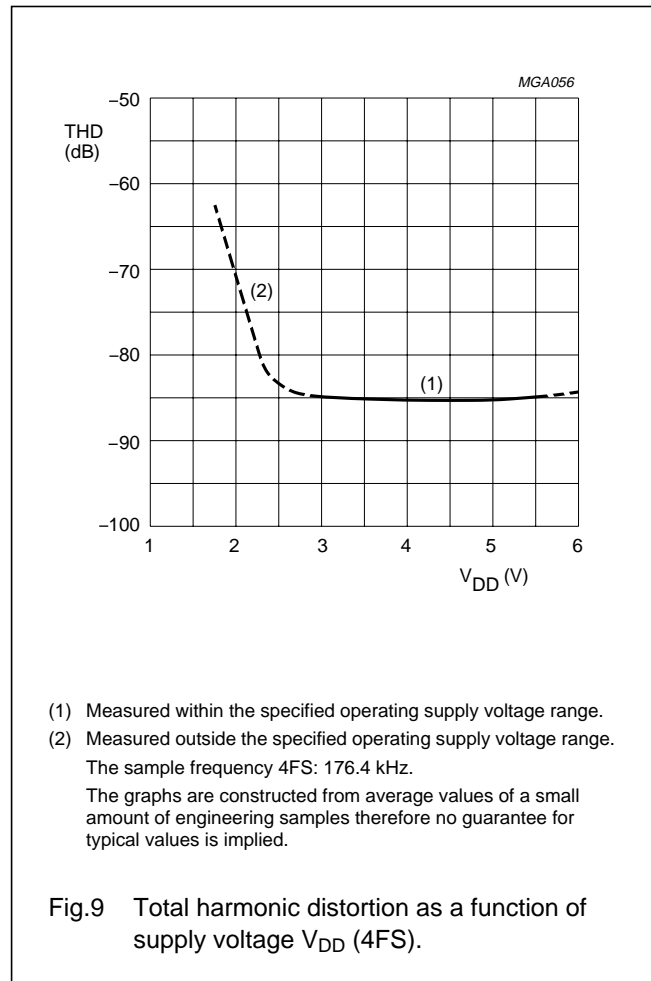 MGA056
THD
(dB)
−50
−60
−70
−80
−90
−100
(2)
(1)
1 2 3 4 5 6
VDD (V)
(1) Measured within the specified operating supply voltage range.
(2) Measured outside the specified operating supply voltage range.
The sample frequency 4FS: 176.4 kHz.
The graphs are constructed from average values of a small
amount of engineering samples therefore no guarantee for
typical values is implied.
Fig.9 Total harmonic distortion as a function of
supply voltage VDD (4FS).